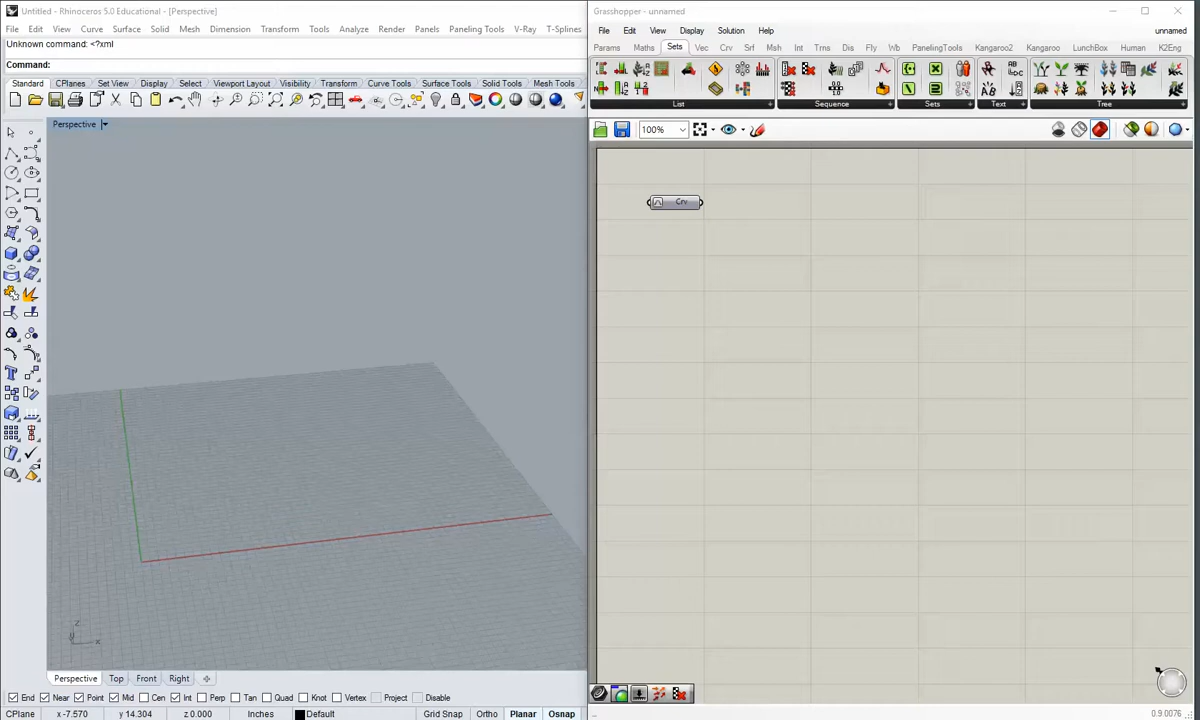 Untitled - Rhinoceros 5.0 Educational - [Perspective]
File Edit View Curve Surface Solid Mesh Dimension Transform Tools Analyze Render Panels Paneling Tools V-Ray T-Splines
Unknown command: <?xml
Command:
Standard CPlanes Set View Display Select Viewport Layout Visibility Transform Curve Tools Surface Tools Solid Tools Mesh Tools
Perspective
z
y
x
Perspective Top Front Right
End Near Point Mid Cen Int Perp Tan Quad Knot Vertex Project Disable
CPlane x -7.570 y 14.304 z 0.000 Inches Default Grid Snap Ortho Planar Osnap
Grasshopper - unnamed
File Edit View Display Solution Help unnamed
Params Maths Sets Vec Crv Srf Msh Int Trns Dis Fly Wb PanelingTools Kangaroo2 Kangaroo LunchBox Human K2Eng
List Sequence Sets Text Tree
100%
Crv
0.9.0076